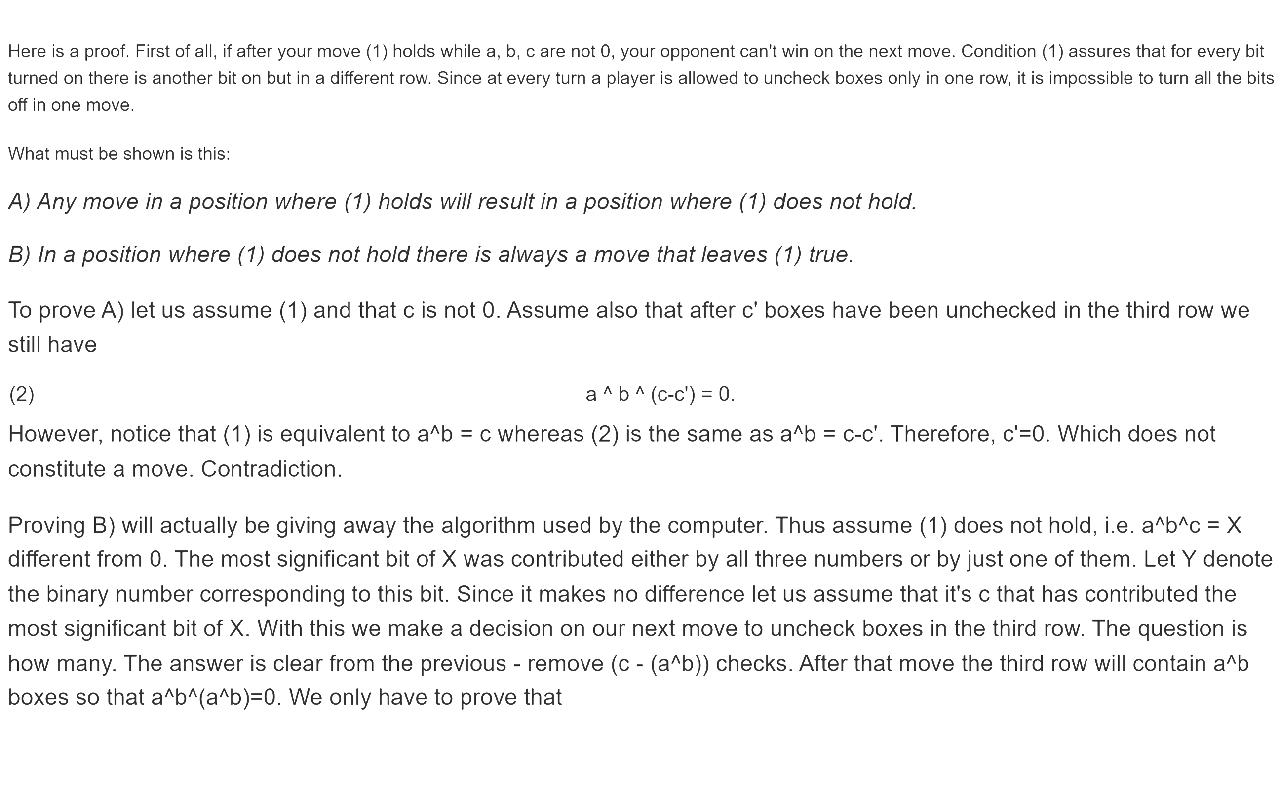 Here is a proof. First of all, if after your move (1) holds while a, b, c are not 0, your opponent can't win on the next move. Condition (1) assures that for every bit
turned on there is another bit on but in a different row. Since at every turn a player is allowed to uncheck boxes only in one row, it is impossible to turn all the bits
off in one move.
What must be shown is this:
A) Any move in a position where (1) holds will result in a position where (1) does not hold.
B) In a position where (1) does not hold there is always a move that leaves (1) true.
To prove A) let us assume (1) and that c is not 0. Assume also that after c' boxes have been unchecked in the third row we
still have
(2) a ^ b ^ (c-c') = 0.
However, notice that (1) is equivalent to a^b = c whereas (2) is the same as a^b = c-c'. Therefore, c'=0. Which does not
constitute a move. Contradiction.
Proving B) will actually be giving away the algorithm used by the computer. Thus assume (1) does not hold, i.e. a^b^c = X
different from 0. The most significant bit of X was contributed either by all three numbers or by just one of them. Let Y denote
the binary number corresponding to this bit. Since it makes no difference let us assume that it's c that has contributed the
most significant bit of X. With this we make a decision on our next move to uncheck boxes in the third row. The question is
how many. The answer is clear from the previous - remove (c - (a^b)) checks. After that move the third row will contain a^b
boxes so that a^b^(a^b)=0. We only have to prove that